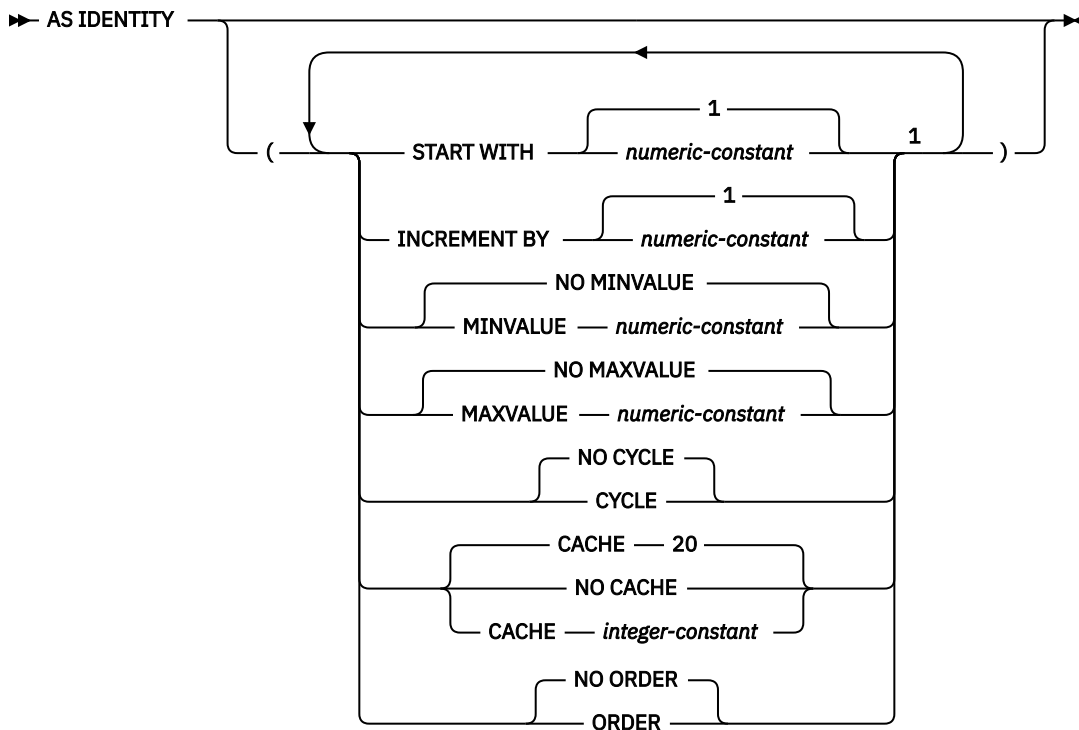 AS IDENTITY
1
( START WITH numeric-constant 1 )
1
INCREMENT BY numeric-constant
NO MINVALUE
MINVALUE numeric-constant
NO MAXVALUE
MAXVALUE numeric-constant
NO CYCLE
CYCLE
CACHE 20
NO CACHE
CACHE integer-constant
NO ORDER
ORDER